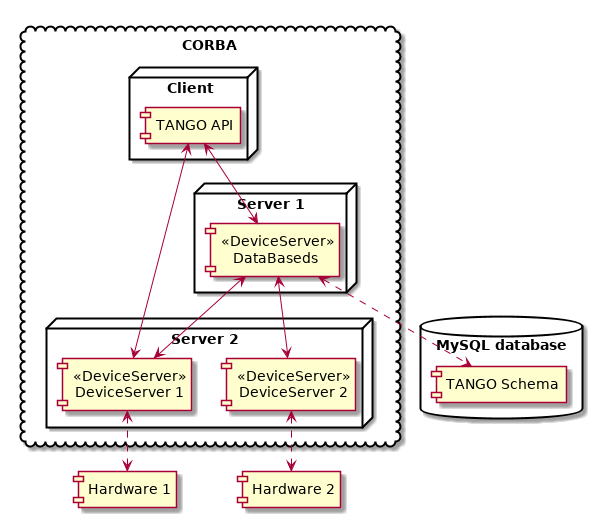 CORBA
Client
TANGO API
Server 1
«DeviceServer»
DataBaseds
Server 2
MySQL database
«DeviceServer»
DeviceServer 1
«DeviceServer»
DeviceServer 2
TANGO Schema
Hardware 1
Hardware 2